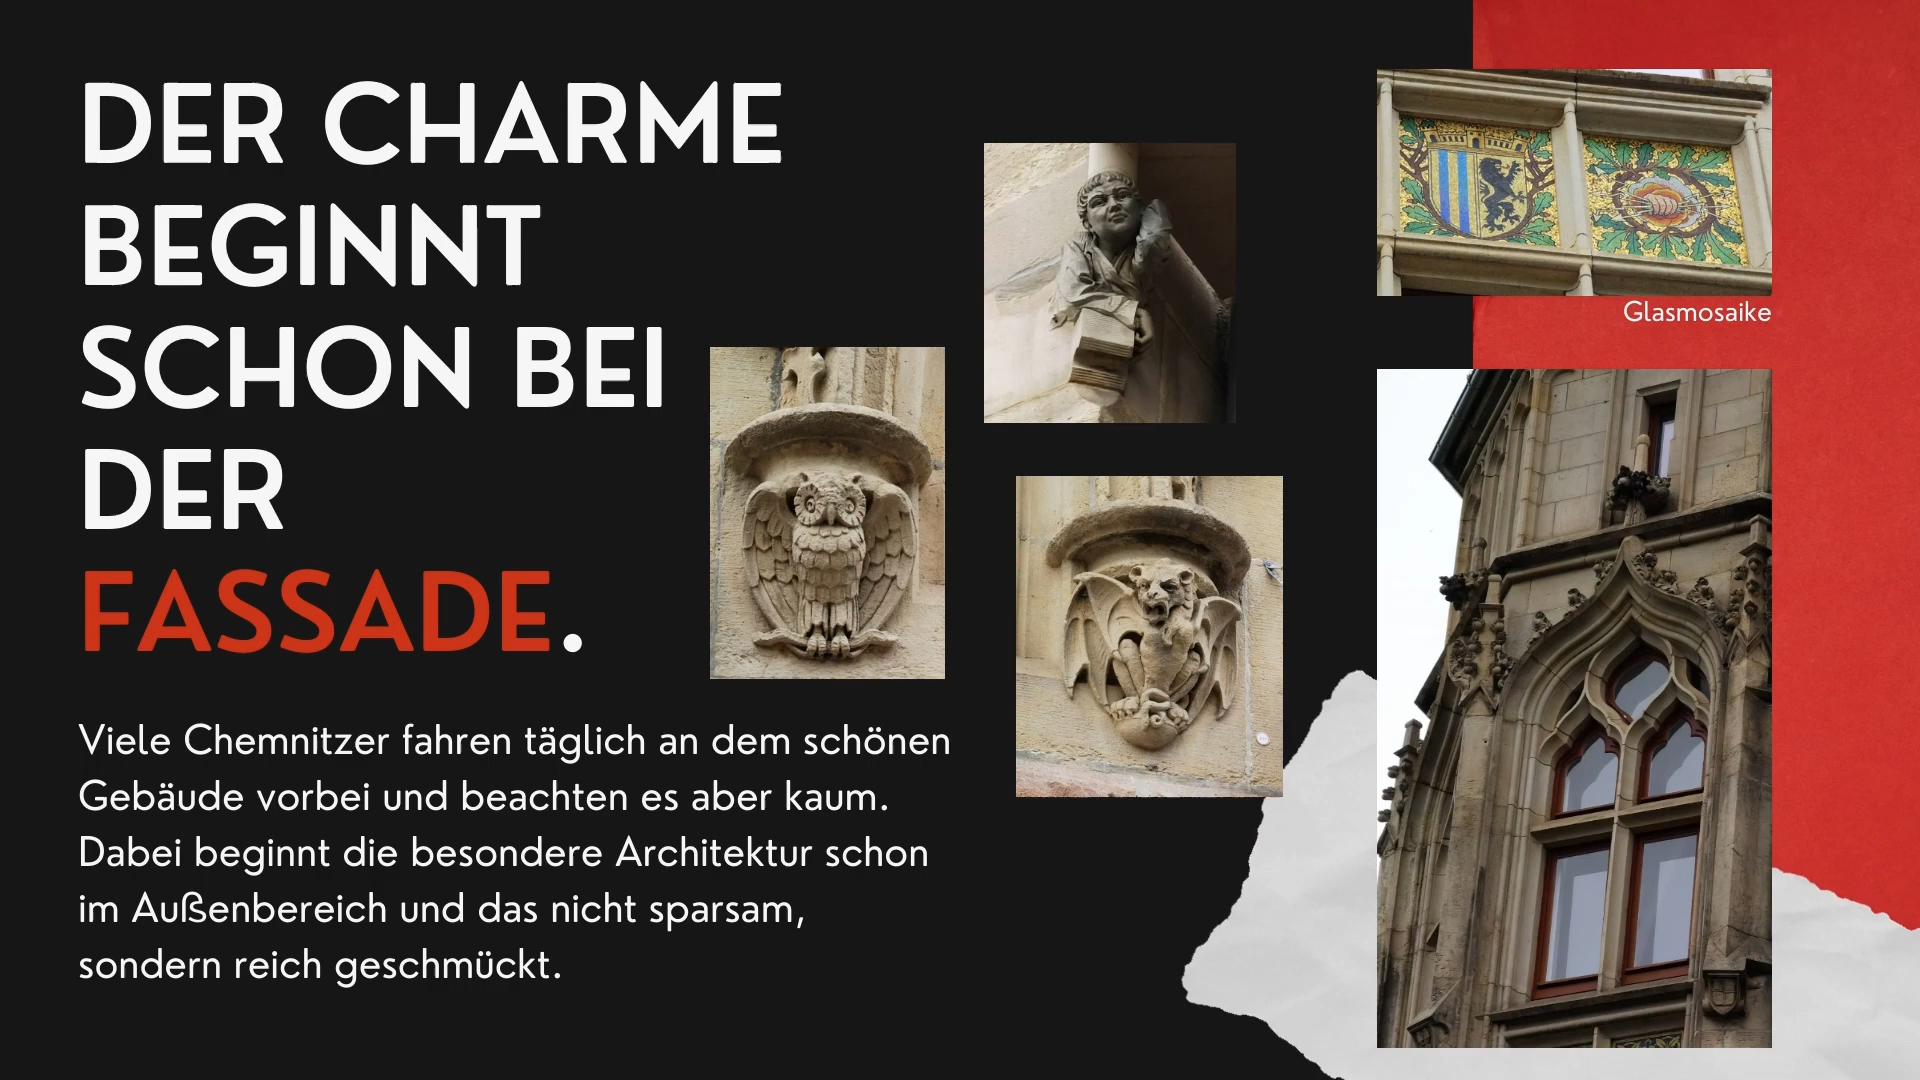 DER CHARME
BEGINNT
SCHON BEI
DER
FASSADE.
Viele Chemnitzer fahren täglich an dem schönen
Gebäude vorbei und beachten es aber kaum.
Dabei beginnt die besondere Architektur schon
im Außenbereich und das nicht sparsam,
sondern reich geschmückt.
Glasmosaike